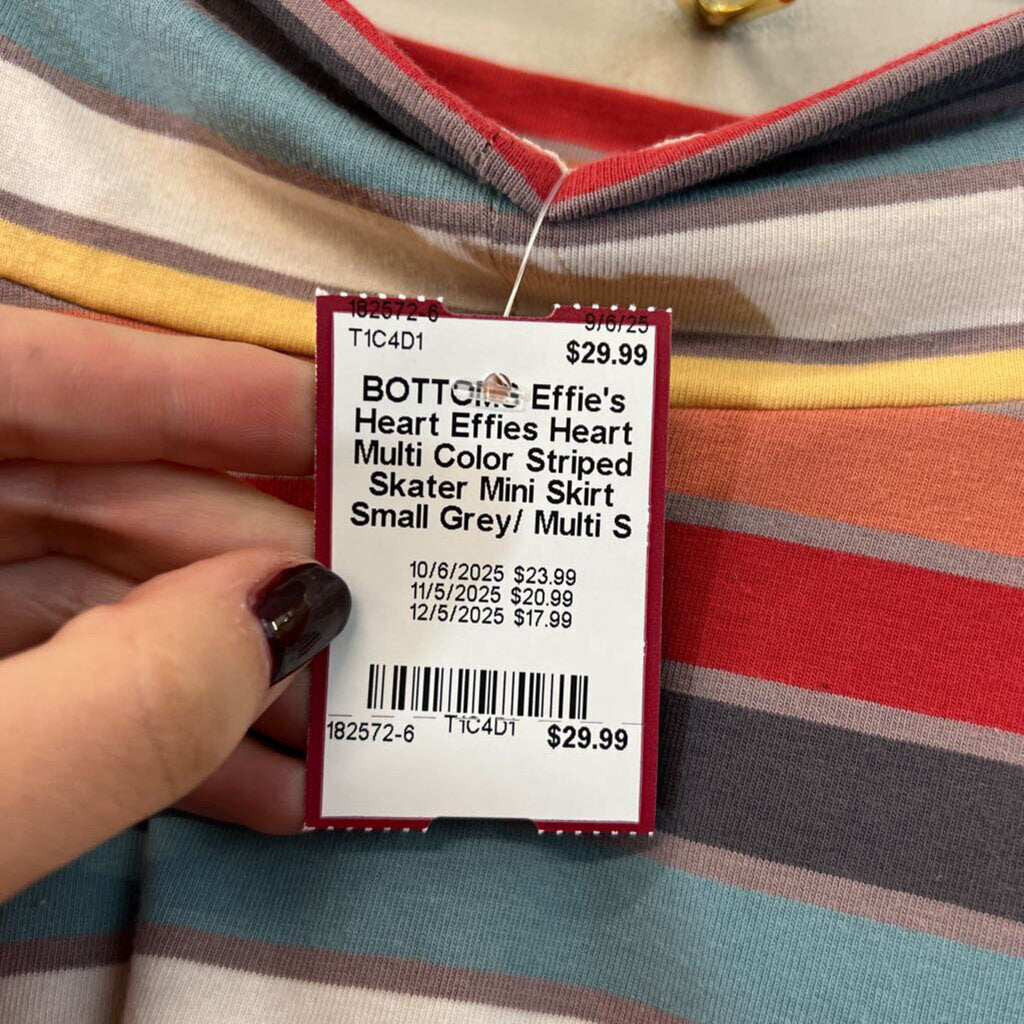 182572-6 9/6/25
T1C4D1 $29.99
BOTTOMS Effie's
Heart Effies Heart
Multi Color Striped
Skater Mini Skirt
Small Grey/ Multi S
10/6/2025 $23.99
11/5/2025 $20.99
12/5/2025 $17.99
182572-6 T1C4D1 $29.99